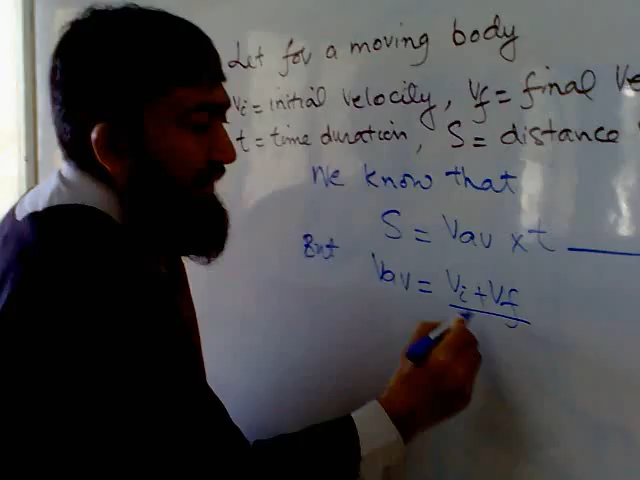 Let for a moving body
Vi = initial velocity, Vf = final Ve
t = time duration, S = distance
We know that
S = Vav x t
But Vav = Vi + Vf